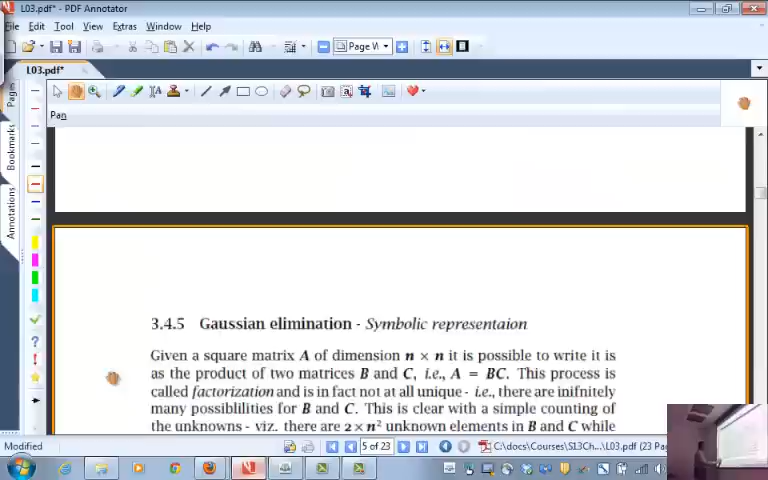 L03.pdf* - PDF Annotator
File Edit Tool View Extras Window Help
Page W
L03.pdf*
Pan
Pages
Bookmarks
Annotations
3.4.5 Gaussian elimination - Symbolic representaion
Given a square matrix A of dimension n × n it is possible to write it is
as the product of two matrices B and C, i.e., A = BC. This process is
called factorization and is in fact not at all unique - i.e., there are inifnitely
many possiblilities for B and C. This is clear with a simple counting of
the unknowns - viz. there are 2 × n² unknown elements in B and C while
Modified
5 of 23
C:\docs\Courses\S13Ch...\L03.pdf (23 Pa